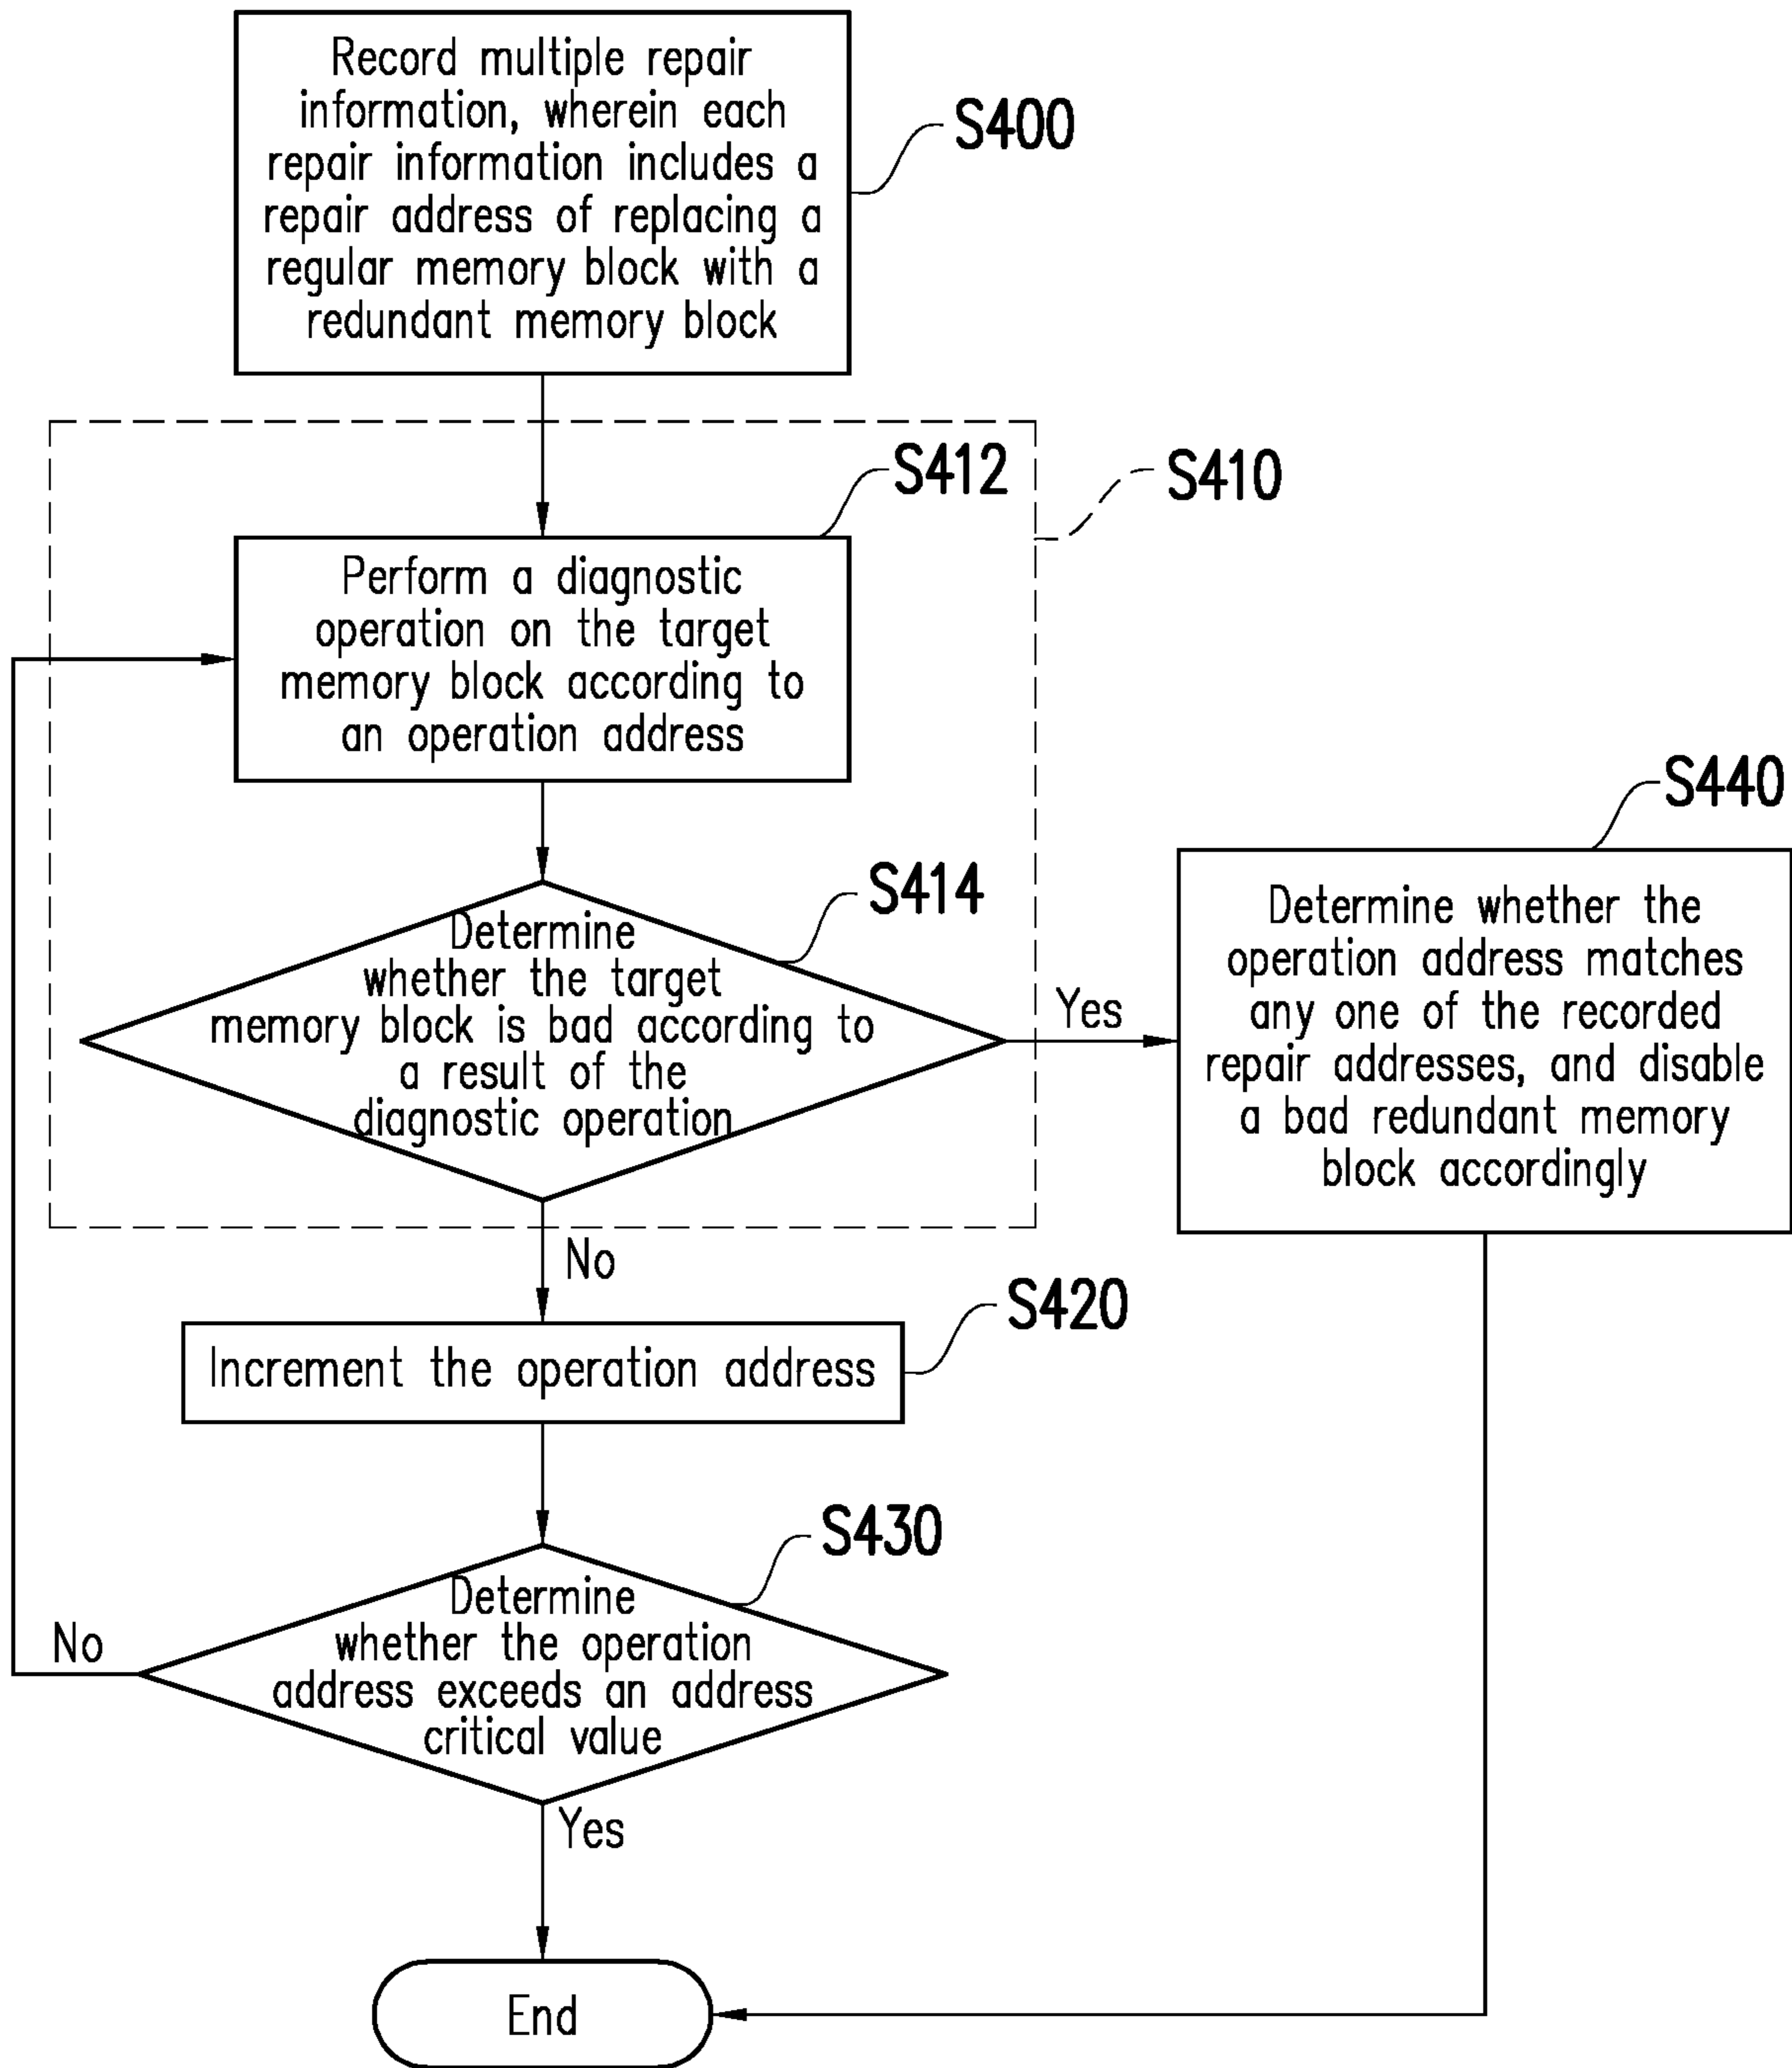 Record multiple repair
information, wherein each
repair information includes a
repair address of replacing a
regular memory block with a
redundant memory block
S400
S412
S410
Perform a diagnostic
operation on the target
memory block according to
an operation address
S414
Determine
whether the target
memory block is bad according to
a result of the
diagnostic operation
Yes
S440
Determine whether the
operation address matches
any one of the recorded
repair addresses, and disable
a bad redundant memory
block accordingly
No
S420
Increment the operation address
S430
Determine
whether the operation
address exceeds an address
critical value
No
Yes
End